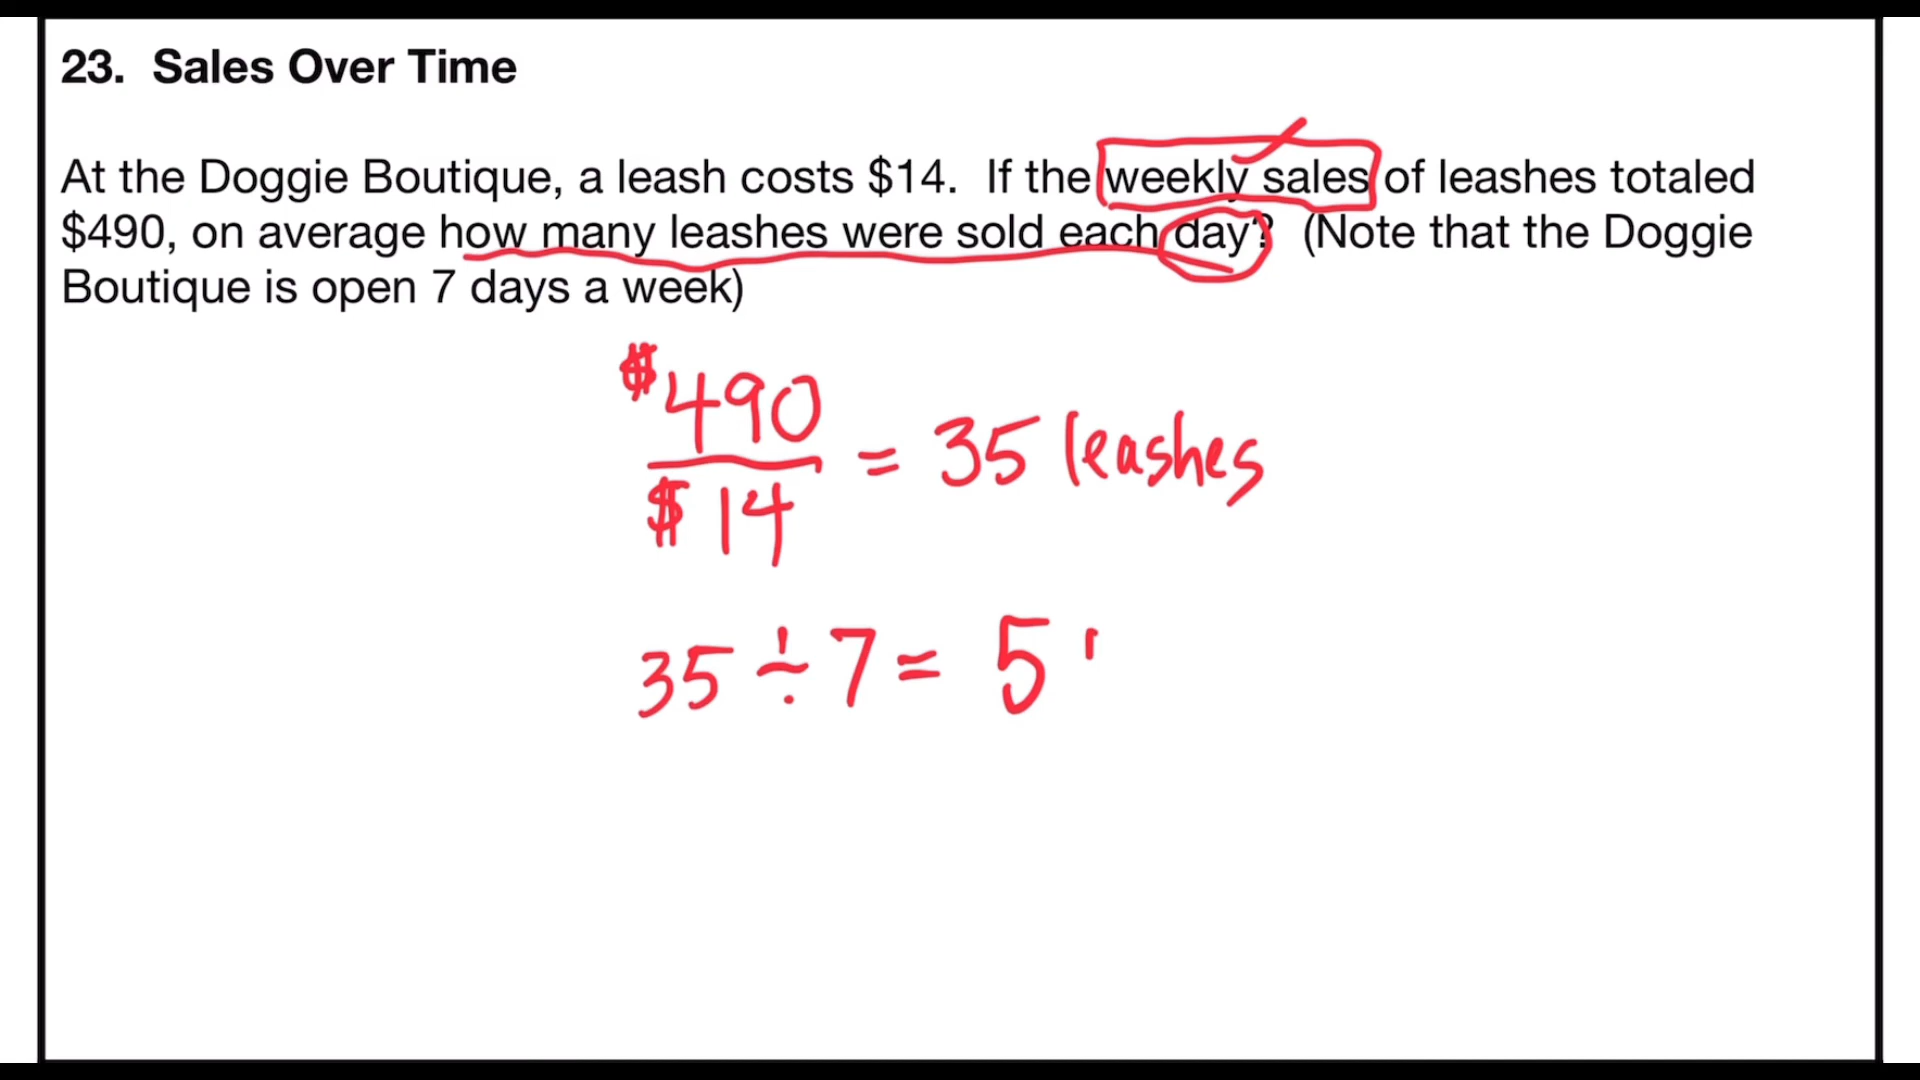 23. Sales Over Time
At the Doggie Boutique, a leash costs $14. If the weekly sales of leashes totaled
$490, on average how many leashes were sold each day? (Note that the Doggie
Boutique is open 7 days a week)
$490
$14
= 35 leashes
35 ÷ 7 = 5